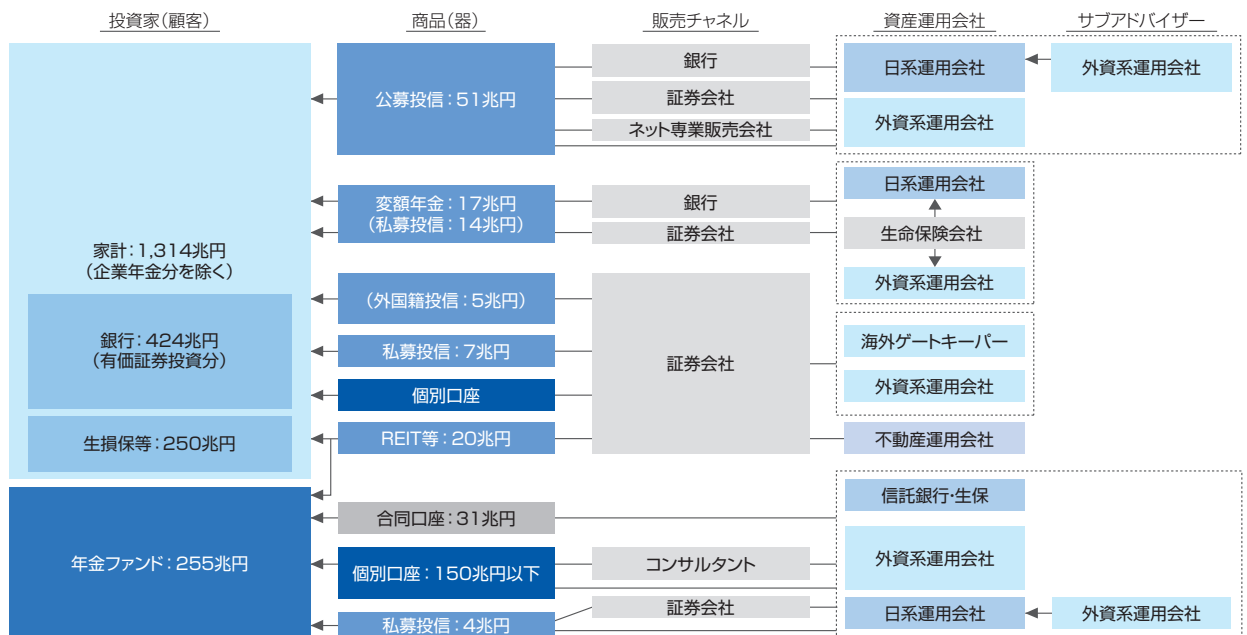 投資家（顧客）
商品（器）
販売チャネル
資産運用会社
サブアドバイザー
公募投信：51兆円
銀行
証券会社
ネット専業販売会社
日系運用会社
外資系運用会社
外資系運用会社
家計：1,314兆円
（企業年金分を除く）
変額年金：17兆円
（私募投信：14兆円）
銀行
証券会社
日系運用会社
生命保険会社
外資系運用会社
銀行：424兆円
（有価証券投資分）
（外国籍投信：5兆円）
私募投信：7兆円
個別口座
証券会社
海外ゲートキーパー
外資系運用会社
生損保等：250兆円
REIT等：20兆円
不動産運用会社
年金ファンド：255兆円
合同口座：31兆円
信託銀行・生保
個別口座：150兆円以下
コンサルタント
外資系運用会社
私募投信：4兆円
証券会社
日系運用会社
外資系運用会社